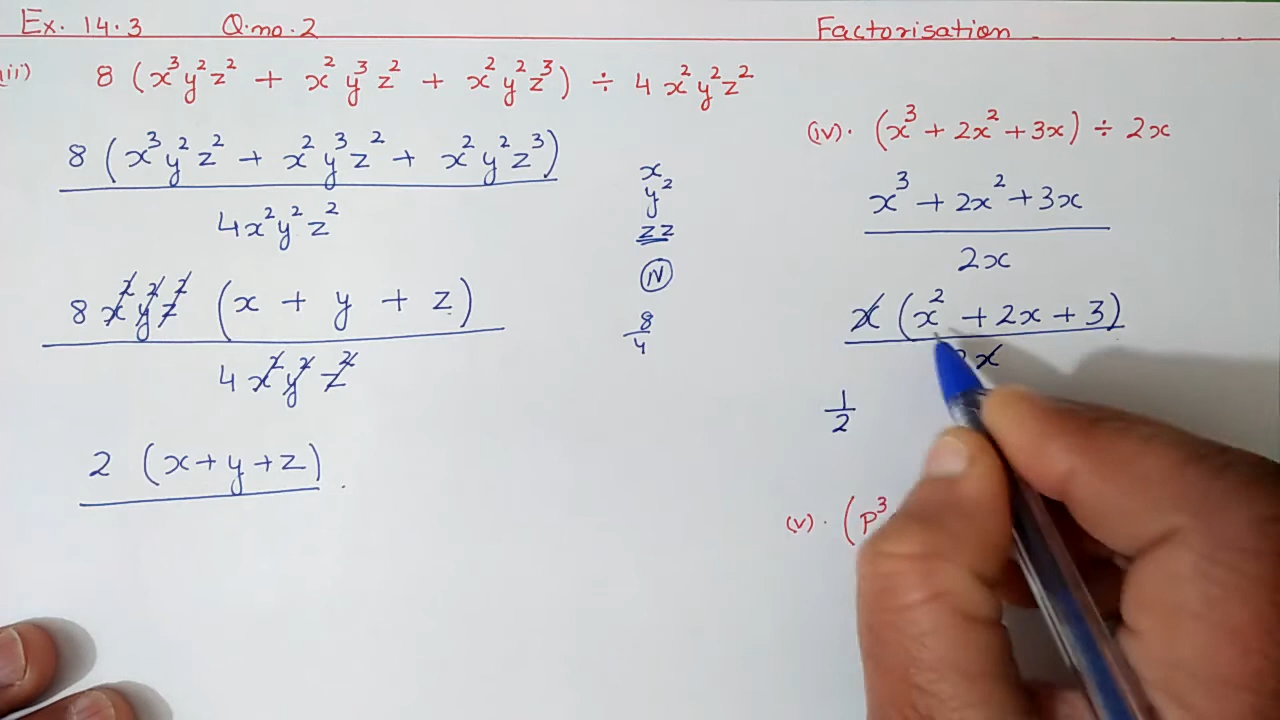 Ex. 14.3 Q.no.2 Factorisation
iii) 8 (x³y²z² + x²y³z² + x²y²z³) ÷ 4x²y²z²
8 (x³y²z² + x²y³z² + x²y²z³)
4x²y²z²
8 x²y²z² (x + y + z)
4 x²y²z²
2 (x+y+z).
x
y²
zz
IV
8
4
(iv). (x³ + 2x² + 3x) ÷ 2x
x³ + 2x² + 3x
2x
x (x² + 2x + 3)
2x
1
2
(v). (p³